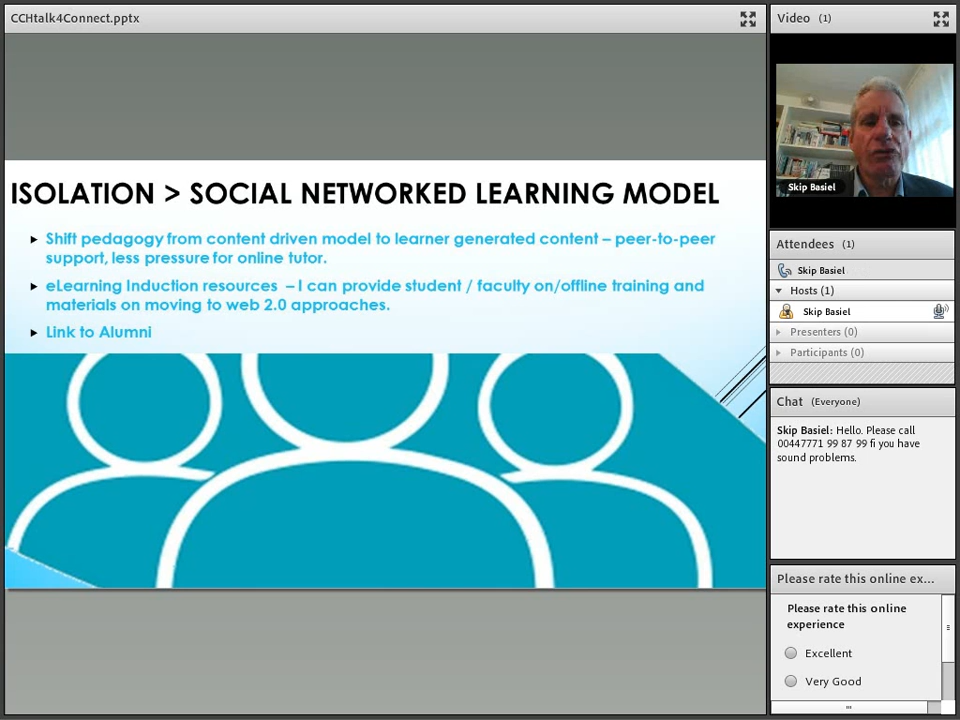 CCHtalk4Connect.pptx
ISOLATION > SOCIAL NETWORKED LEARNING MODEL
Shift pedagogy from content driven model to learner generated content – peer-to-peer
support, less pressure for online tutor.
eLearning Induction resources – I can provide student / faculty on/offline training and
materials on moving to web 2.0 approaches.
Link to Alumni
Video (1)
Skip Basiel
Attendees (1)
Skip Basiel
Hosts (1)
Skip Basiel
Presenters (0)
Participants (0)
Chat (Everyone)
Skip Basiel: Hello. Please call
00447771 99 87 99 fi you have
sound problems.
Please rate this online ex...
Please rate this online
experience
Excellent
Very Good